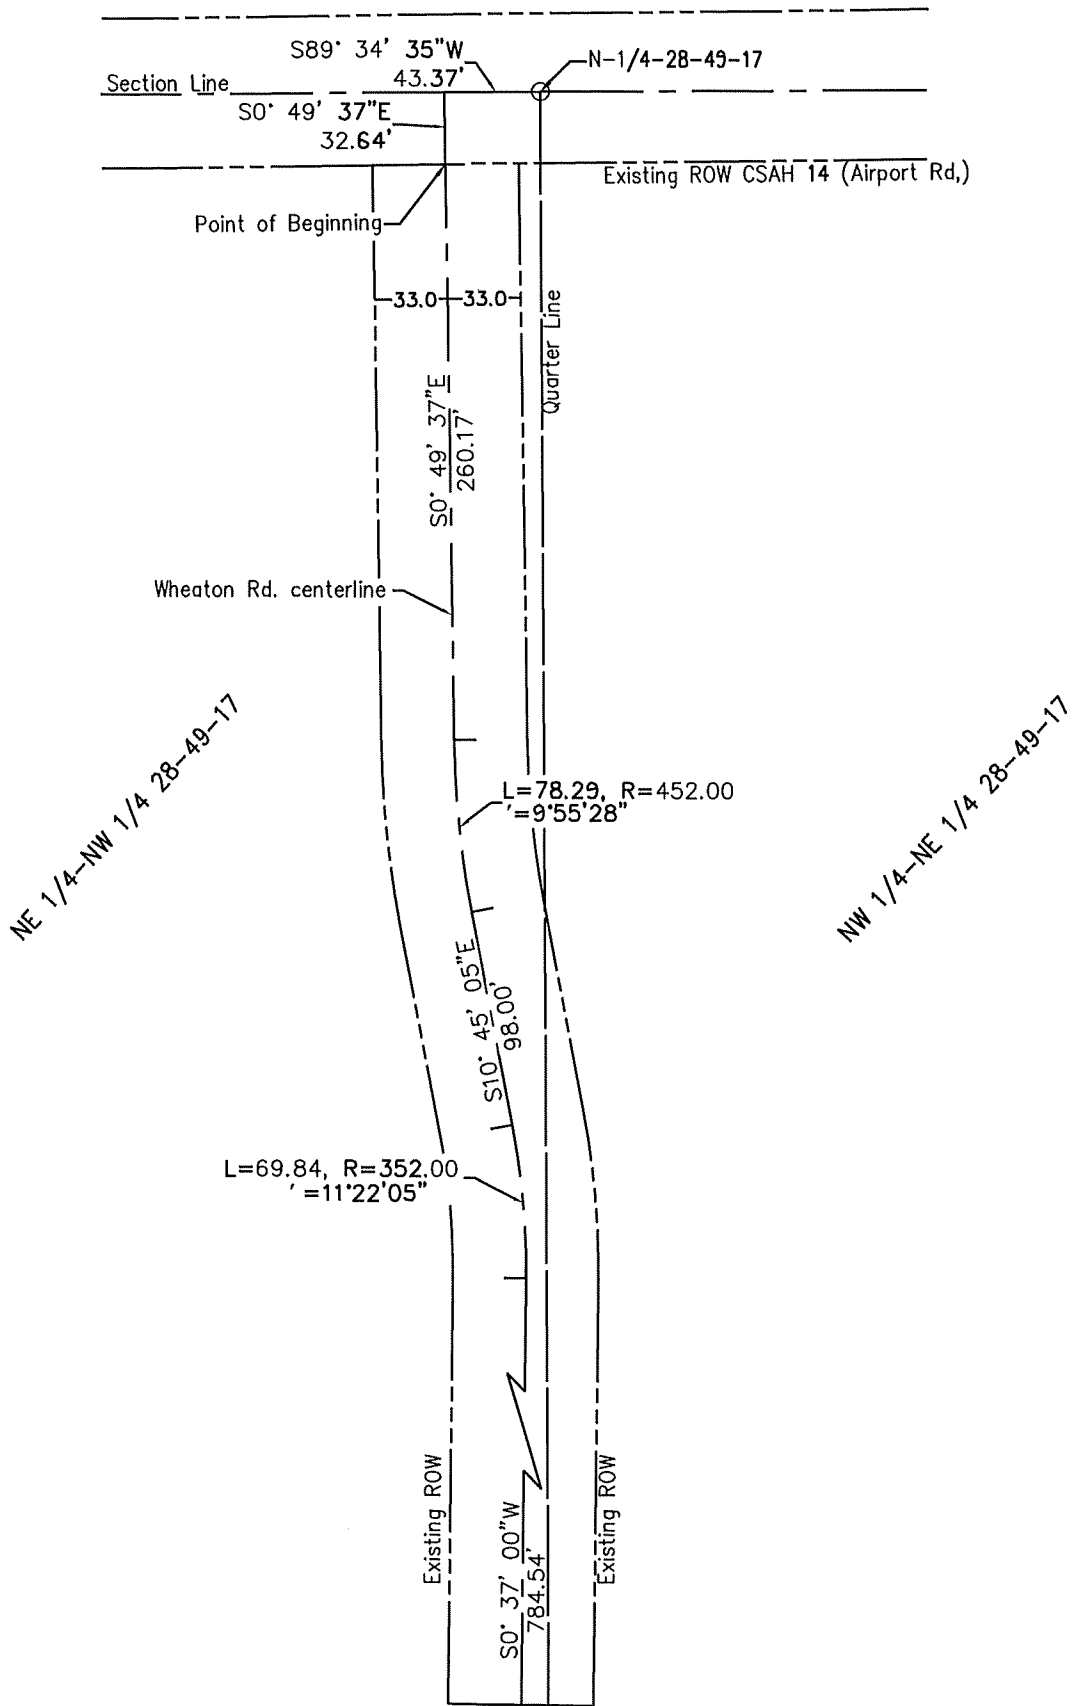 S89° 34' 35"W
43.37'
N-1/4-28-49-17
Section Line
S0° 49' 37"E
32.64'
Existing ROW CSAH 14 (Airport Rd,)
Point of Beginning
33.0
33.0
Quarter Line
S0° 49' 37"E
260.17'
Wheaton Rd. centerline
NE 1/4-NW 1/4 28-49-17
NW 1/4-NE 1/4 28-49-17
L=78.29, R=452.00
'=9°55'28"
S10° 45' 05"E
98.00'
L=69.84, R=352.00
'=11°22'05"
Existing ROW
S0° 37' 00"W
784.54'
Existing ROW